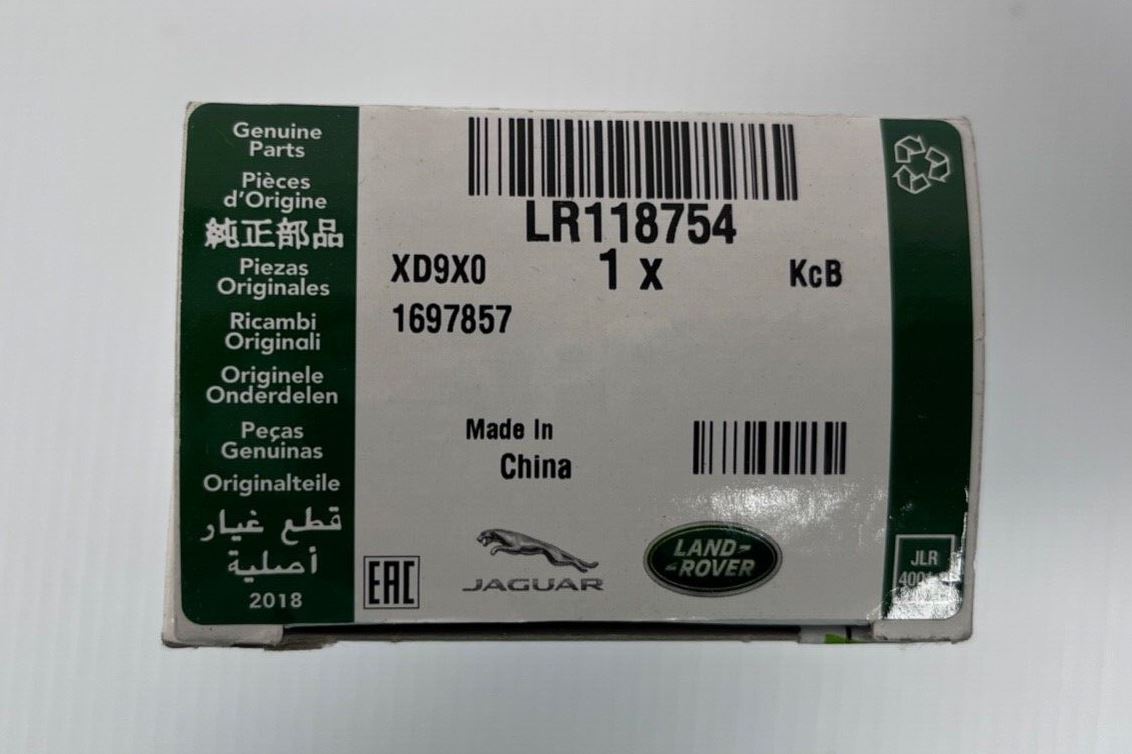 Genuine
Parts
Pièces
d'Origine
純正部品
Piezas
Originales
Ricambi
Originali
Originele
Onderdelen
Peças
Genuinas
Originalteile
قطع غيار
أصلية
2018
LR118754
XD9X0 1 x KcB
1697857
Made In
China
EAC
JAGUAR
LAND-
-ROVER
JLR